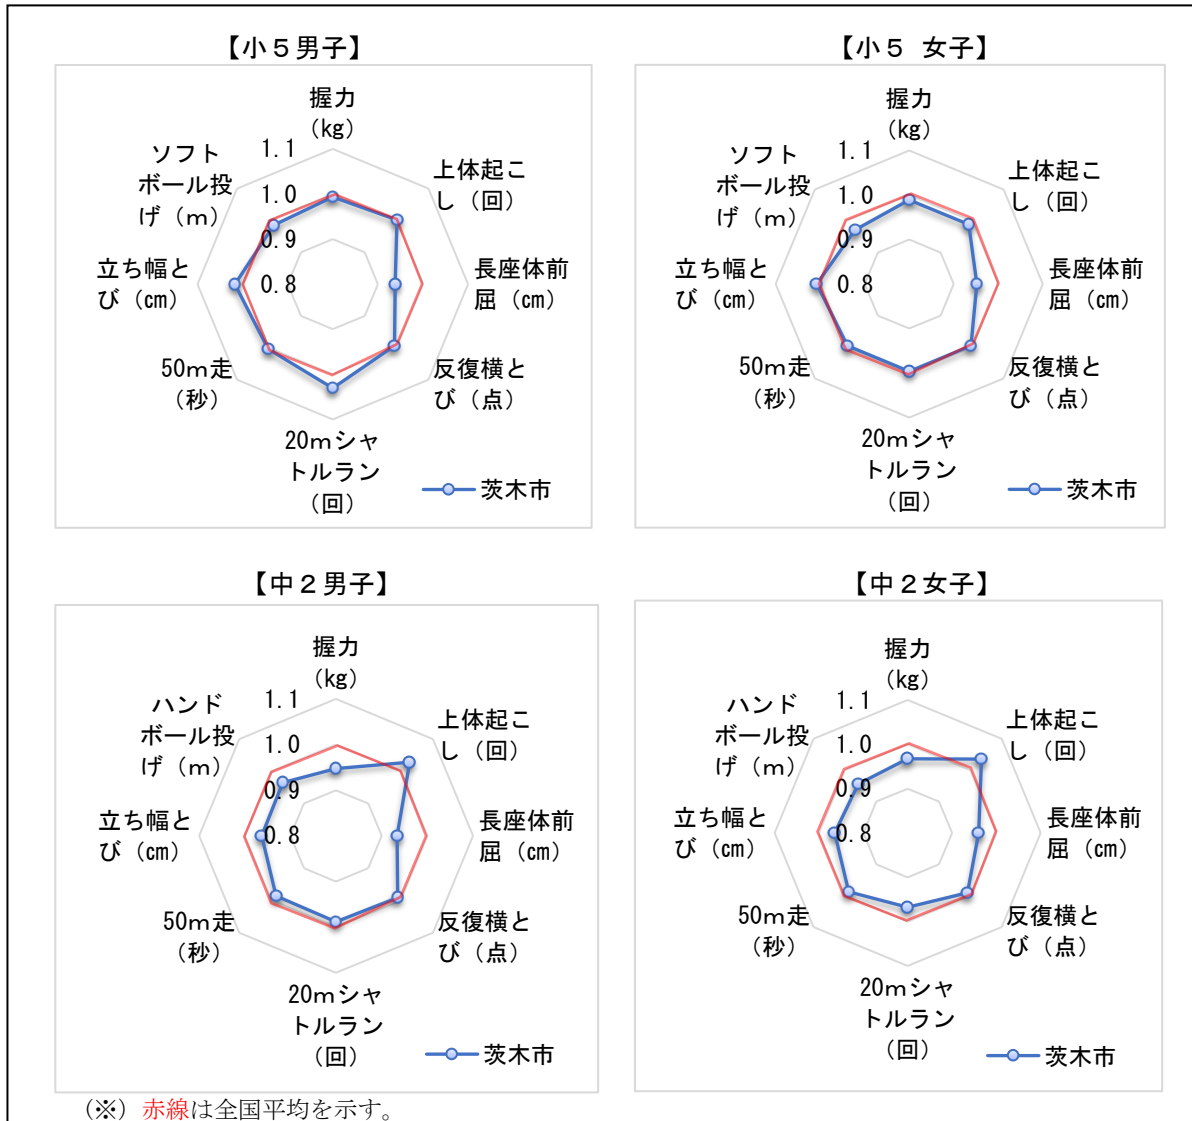 【小５男子】
握力
（kg）
上体起こ
し（回）
長座体前
屈（㎝）
反復横と
び（点）
20ｍシャ
トルラン
（回）
50ｍ走
（秒）
立ち幅と
び（㎝）
ソフト
ボール投
げ（ｍ）
1.1
1.0
0.9
0.8
茨木市
【小５ 女子】
握力
（kg）
上体起こ
し（回）
長座体前
屈（㎝）
反復横と
び（点）
20ｍシャ
トルラン
（回）
50ｍ走
（秒）
立ち幅と
び（㎝）
ソフト
ボール投
げ（ｍ）
1.1
1.0
0.9
0.8
茨木市
【中２男子】
握力
（kg）
上体起こ
し（回）
長座体前
屈（㎝）
反復横と
び（点）
20ｍシャ
トルラン
（回）
50ｍ走
（秒）
立ち幅と
び（㎝）
ハンド
ボール投
げ（ｍ）
1.1
1.0
0.9
0.8
茨木市
【中２女子】
握力
（kg）
上体起こ
し（回）
長座体前
屈（㎝）
反復横と
び（点）
20ｍシャ
トルラン
（回）
50ｍ走
（秒）
立ち幅と
び（㎝）
ハンド
ボール投
げ（ｍ）
1.1
1.0
0.9
0.8
茨木市
（※）赤線は全国平均を示す。